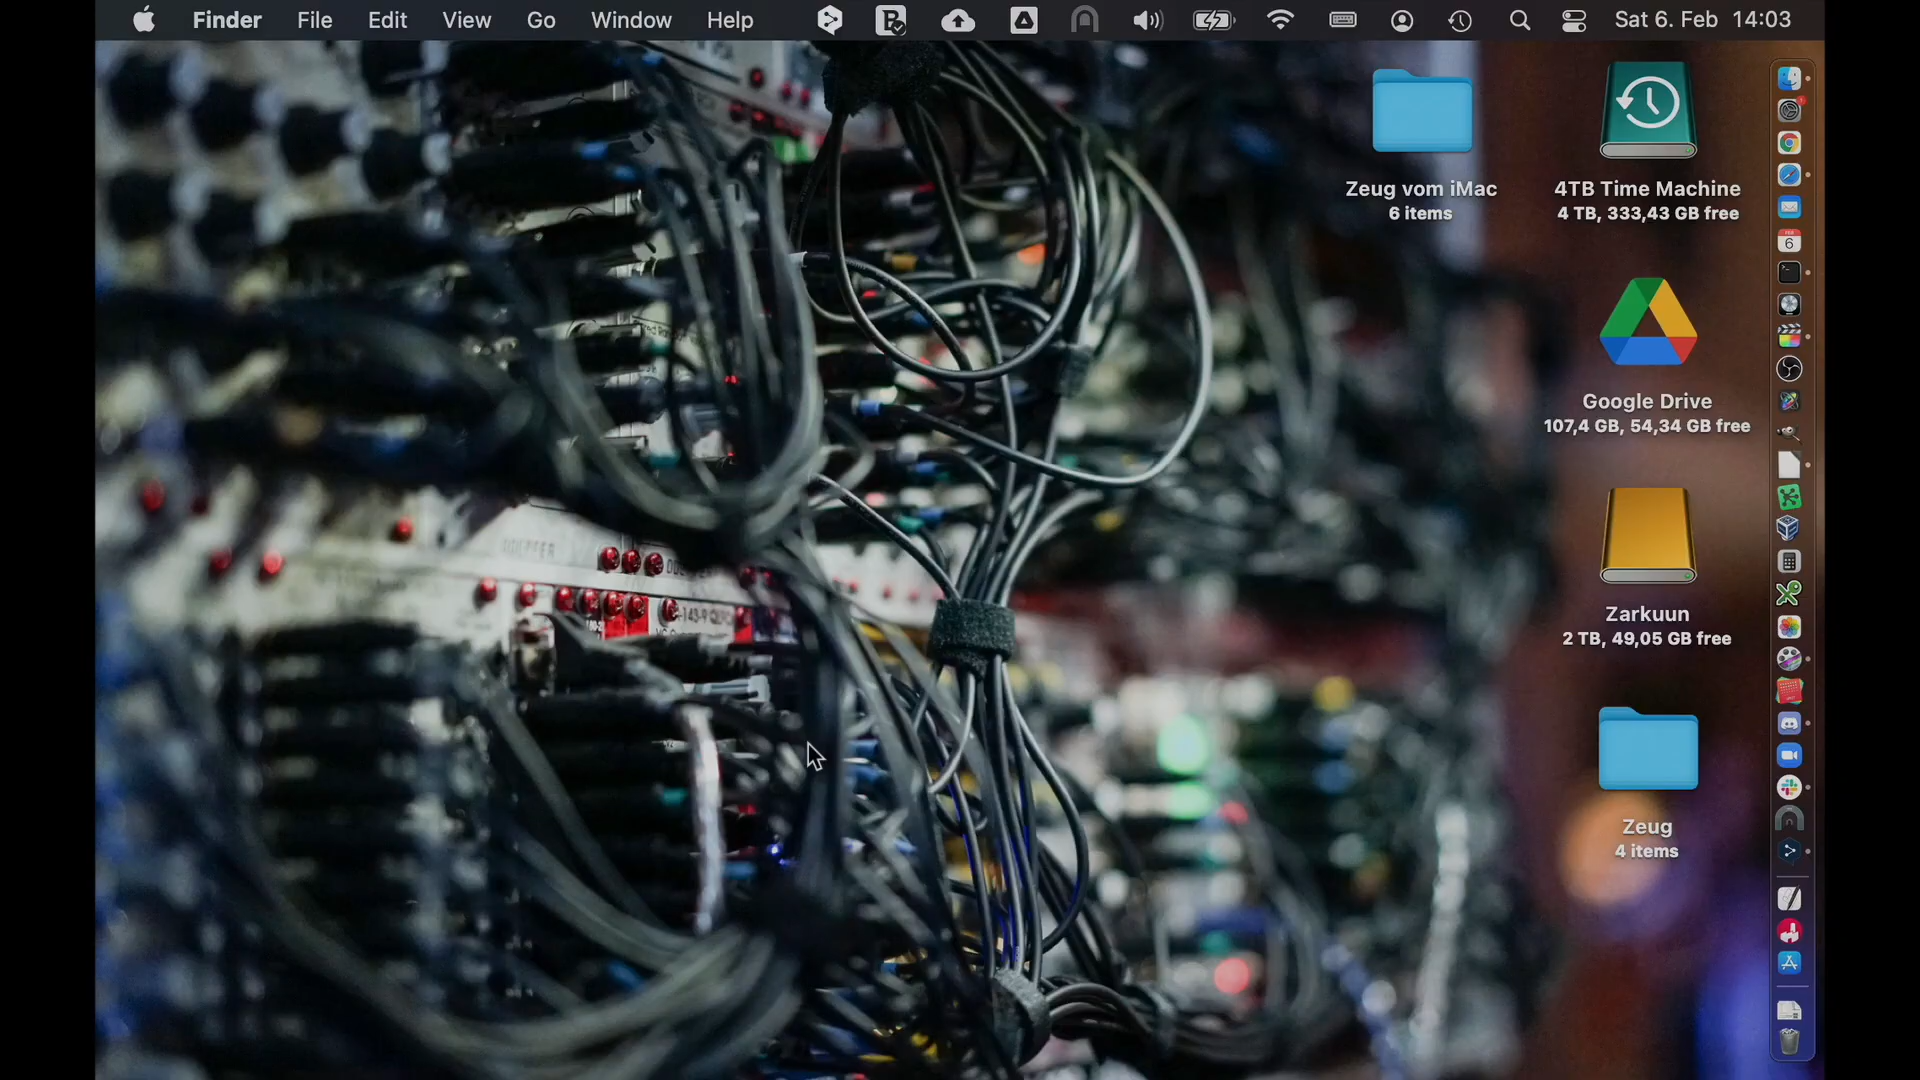 Finder File Edit View Go Window Help Sat 6. Feb 14:03
Zeug vom iMac
6 items
4TB Time Machine
4 TB, 333,43 GB free
Google Drive
107,4 GB, 54,34 GB free
Zarkuun
2 TB, 49,05 GB free
Zeug
4 items
DOEPFER
6